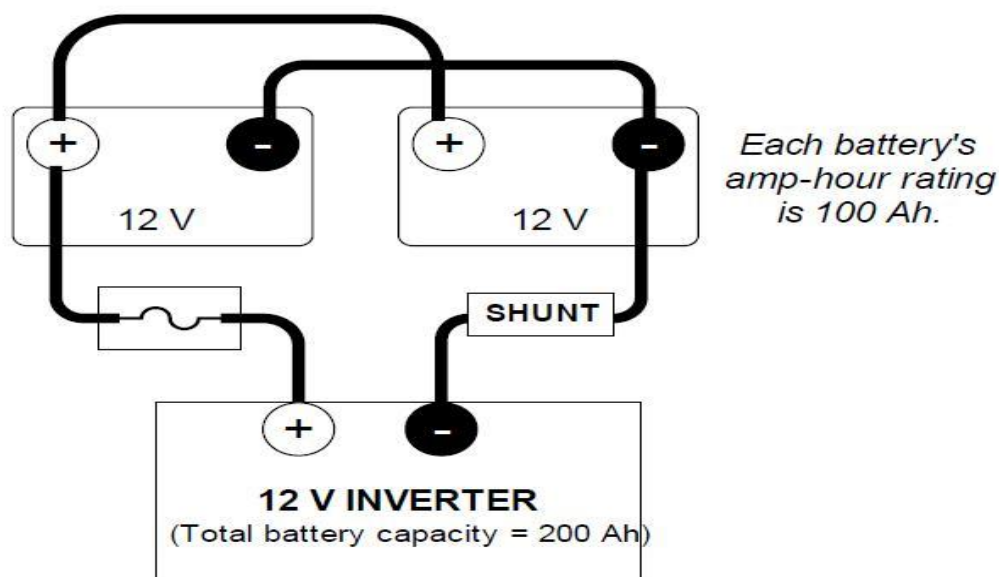 +
-
+
-
12 V
12 V
Each battery's
amp-hour rating
is 100 Ah.
SHUNT
+
-
12 V INVERTER
(Total battery capacity = 200 Ah)